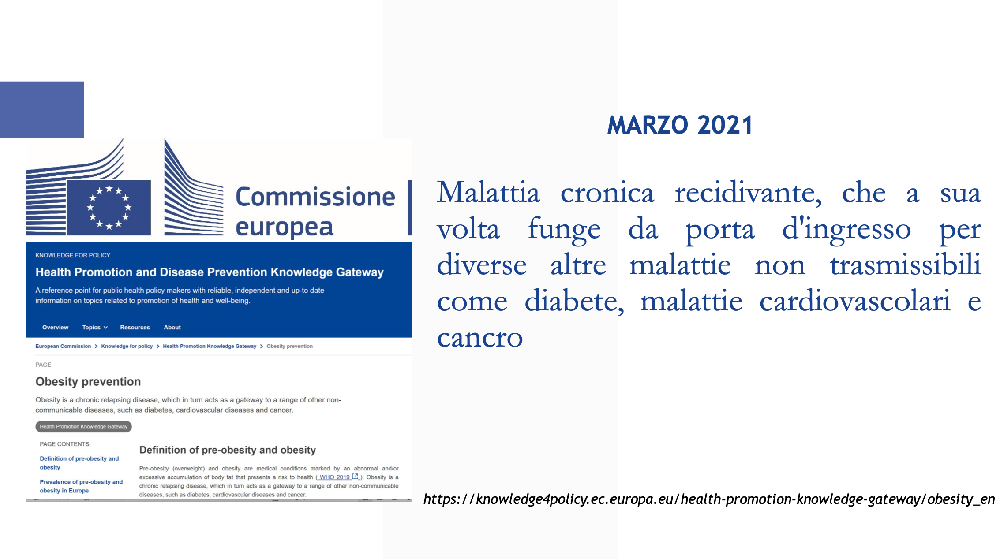 MARZO 2021
Commissione
europea
Malattia cronica recidivante, che a sua
volta funge da porta d'ingresso per
diverse altre malattie non trasmissibili
come diabete, malattie cardiovascolari e
cancro
KNOWLEDGE FOR POLICY
Health Promotion and Disease Prevention Knowledge Gateway
A reference point for public health policy makers with reliable, independent and up-to date
information on topics related to promotion of health and well-being.
Overview Topics Resources About
European Commission > Knowledge for policy > Health Promotion Knowledge Gateway > Obesity prevention
PAGE
Obesity prevention
Obesity is a chronic relapsing disease, which in turn acts as a gateway to a range of other non-
communicable diseases, such as diabetes, cardiovascular diseases and cancer.
Health Promotion Knowledge Gateway
PAGE CONTENTS
Definition of pre-obesity and
obesity
Prevalence of pre-obesity and
obesity in Europe
Definition of pre-obesity and obesity
Pre-obesity (overweight) and obesity are medical conditions marked by an abnormal and/or
excessive accumulation of body fat that presents a risk to health ( WHO 2019 ). Obesity is a
chronic relapsing disease, which in turn acts as a gateway to a range of other non-communicable
diseases, such as diabetes, cardiovascular diseases and cancer.
https://knowledge4policy.ec.europa.eu/health-promotion-knowledge-gateway/obesity_en